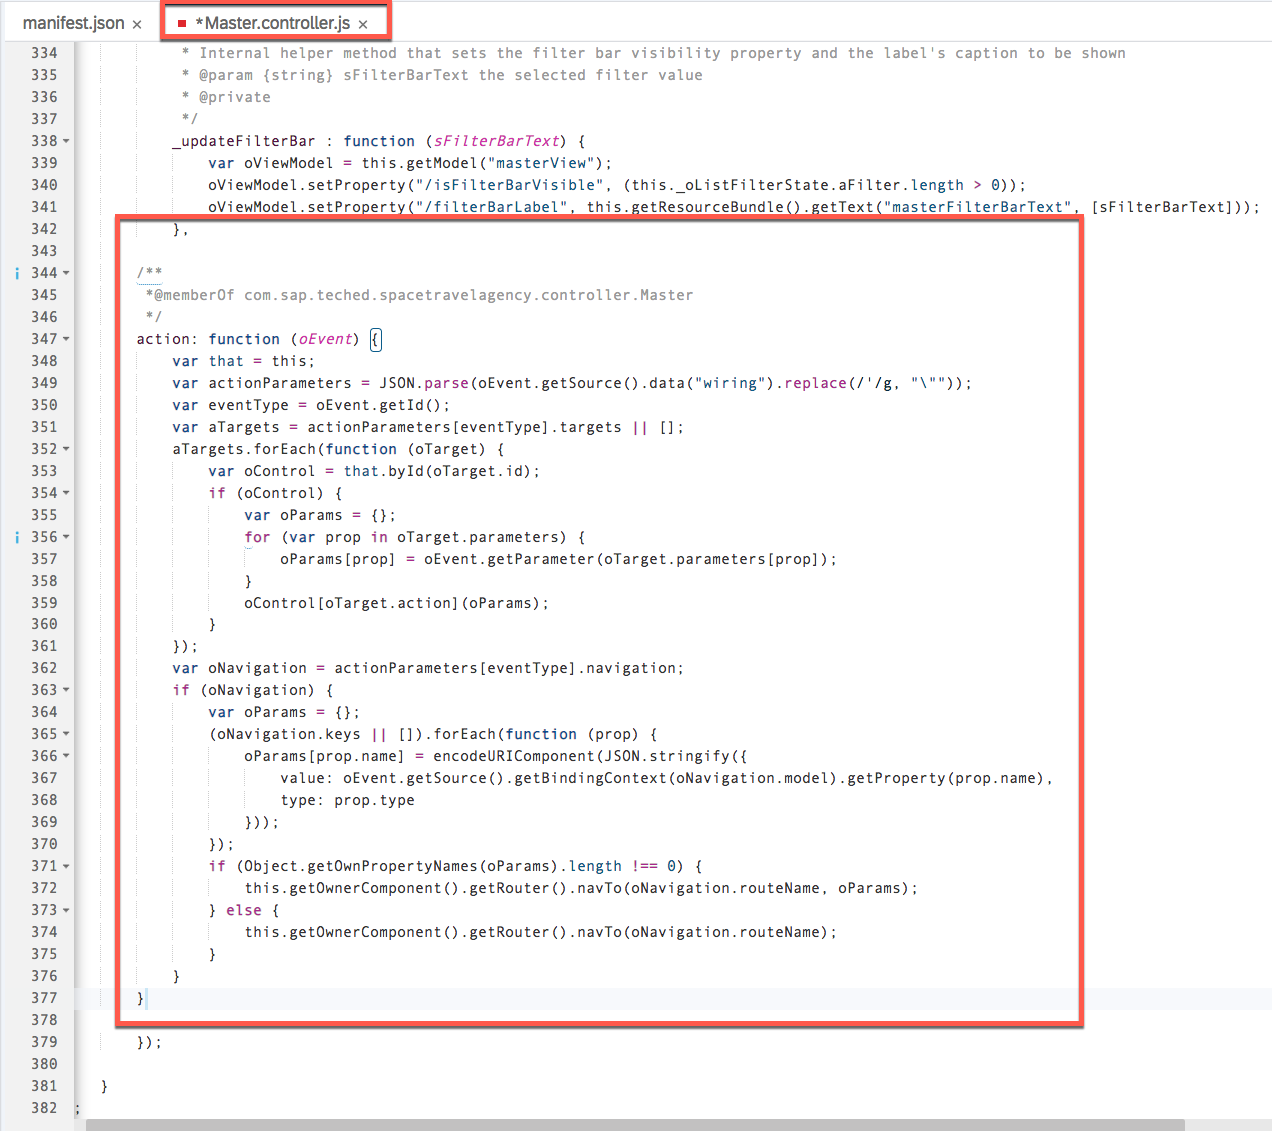 manifest.json ×
*Master.controller.js ×
334 * Internal helper method that sets the filter bar visibility property and the label's caption to be shown
335 * @param {string} sFilterBarText the selected filter value
336 * @private
337 */
338 _updateFilterBar : function (sFilterBarText) {
339 var oViewModel = this.getModel("masterView");
340 oViewModel.setProperty("/isFilterBarVisible", (this._oListFilterState.aFilter.length > 0));
341 oViewModel.setProperty("/filterBarLabel", this.getResourceBundle().getText("masterFilterBarText", [sFilterBarText]));
342 },
343
i 344 /**
345 *@memberOf com.sap.teched.spacetravelagency.controller.Master
346 */
347 action: function (oEvent) {
348 var that = this;
349 var actionParameters = JSON.parse(oEvent.getSource().data("wiring").replace(/'/g, "\""));
350 var eventType = oEvent.getId();
351 var aTargets = actionParameters[eventType].targets || [];
352 aTargets.forEach(function (oTarget) {
353 var oControl = that.byId(oTarget.id);
354 if (oControl) {
355 var oParams = {};
i 356 for (var prop in oTarget.parameters) {
357 oParams[prop] = oEvent.getParameter(oTarget.parameters[prop]);
358 }
359 oControl[oTarget.action](oParams);
360 }
361 });
362 var oNavigation = actionParameters[eventType].navigation;
363 if (oNavigation) {
364 var oParams = {};
365 (oNavigation.keys || []).forEach(function (prop) {
366 oParams[prop.name] = encodeURIComponent(JSON.stringify({
367 value: oEvent.getSource().getBindingContext(oNavigation.model).getProperty(prop.name),
368 type: prop.type
369 }));
370 });
371 if (Object.getOwnPropertyNames(oParams).length !== 0) {
372 this.getOwnerComponent().getRouter().navTo(oNavigation.routeName, oParams);
373 } else {
374 this.getOwnerComponent().getRouter().navTo(oNavigation.routeName);
375 }
376 }
377 }
378
379 });
380
381 }
382 ;